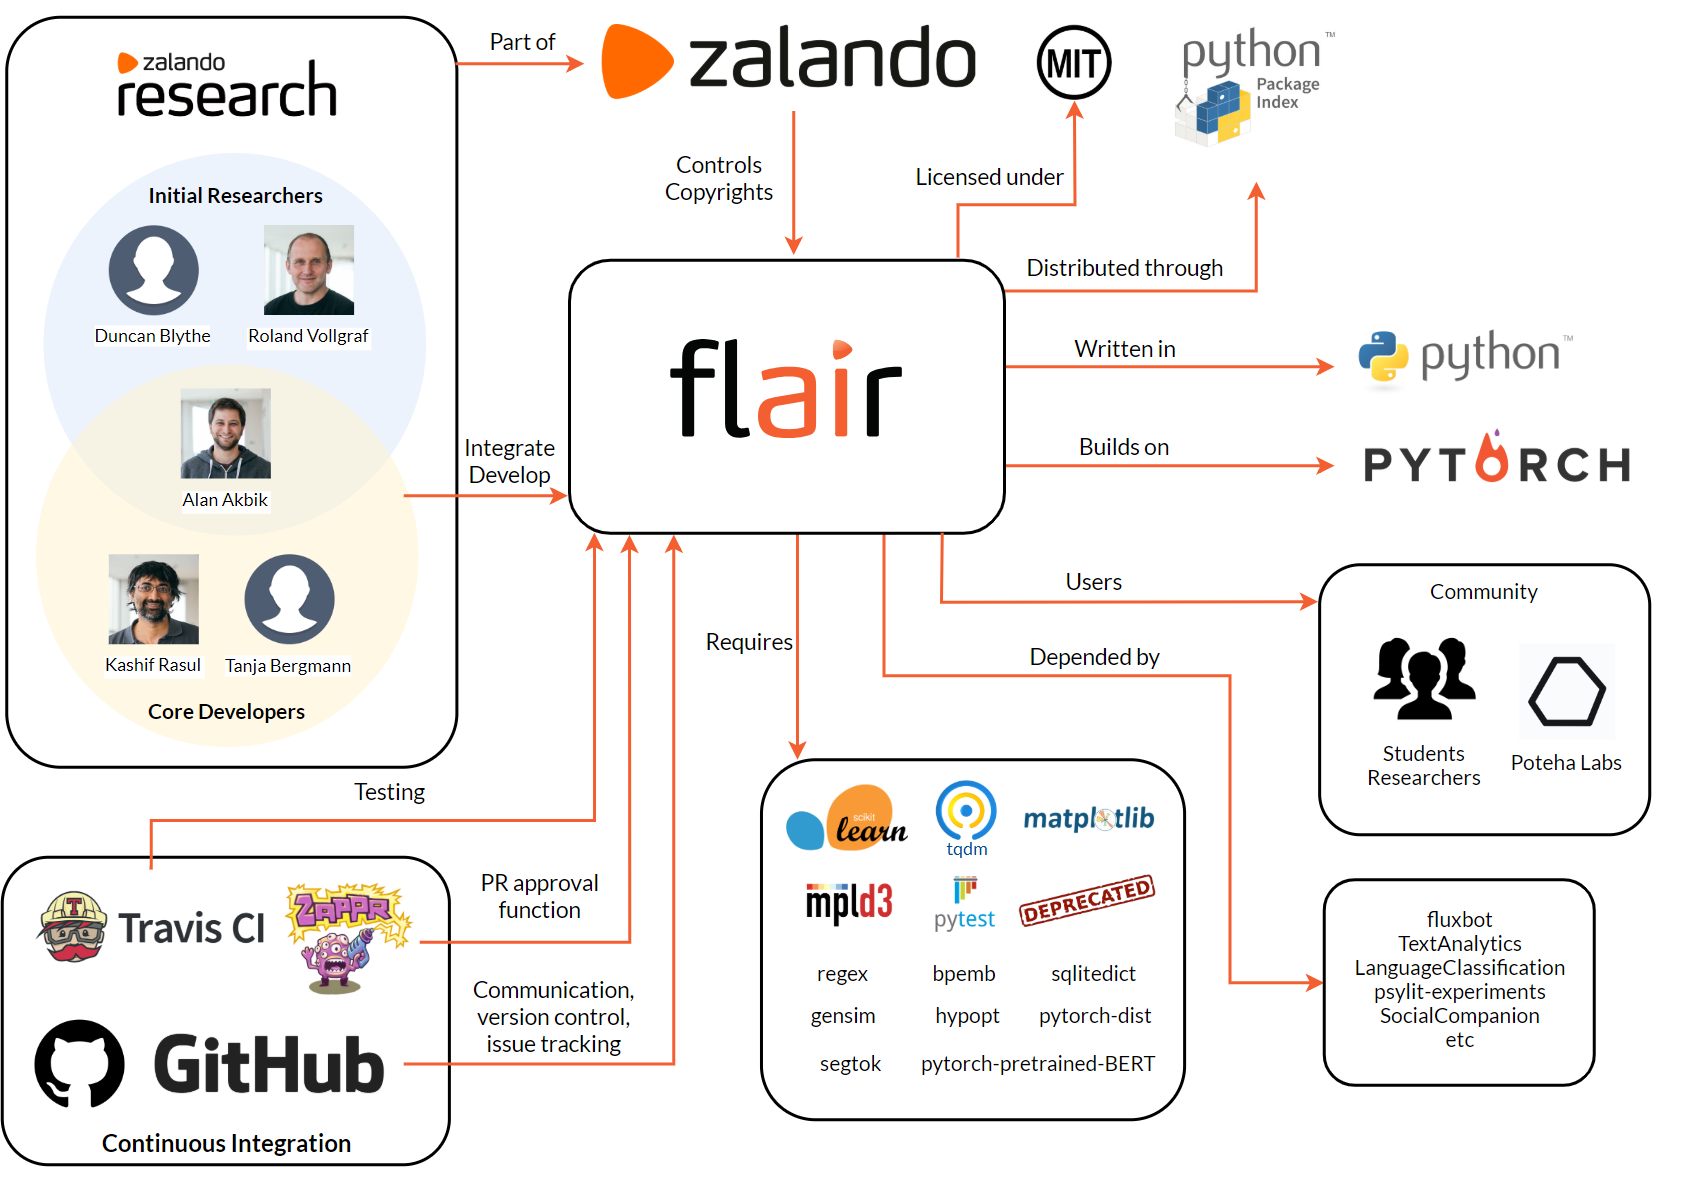 zalando
research
Initial Researchers
Duncan Blythe
Roland Vollgraf
Alan Akbik
Kashif Rasul
Tanja Bergmann
Core Developers
Part of
zalando
Controls
Copyrights
MIT
Licensed under
python™
Package
Index
Distributed through
flair
Integrate
Develop
Written in
python™
Builds on
PYTORCH
Users
Community
Students
Researchers
Poteha Labs
Requires
Depended by
Testing
T
Travis CI
ZAPPR
PR approval
function
Communication,
version control,
issue tracking
GitHub
Continuous Integration
scikit
learn
tqdm
matplotlib
mpld3
pytest
DEPRECATED
regex
bpemb
sqlitedict
gensim
hypopt
pytorch-dist
segtok
pytorch-pretrained-BERT
fluxbot
TextAnalytics
LanguageClassification
psylit-experiments
SocialCompanion
etc